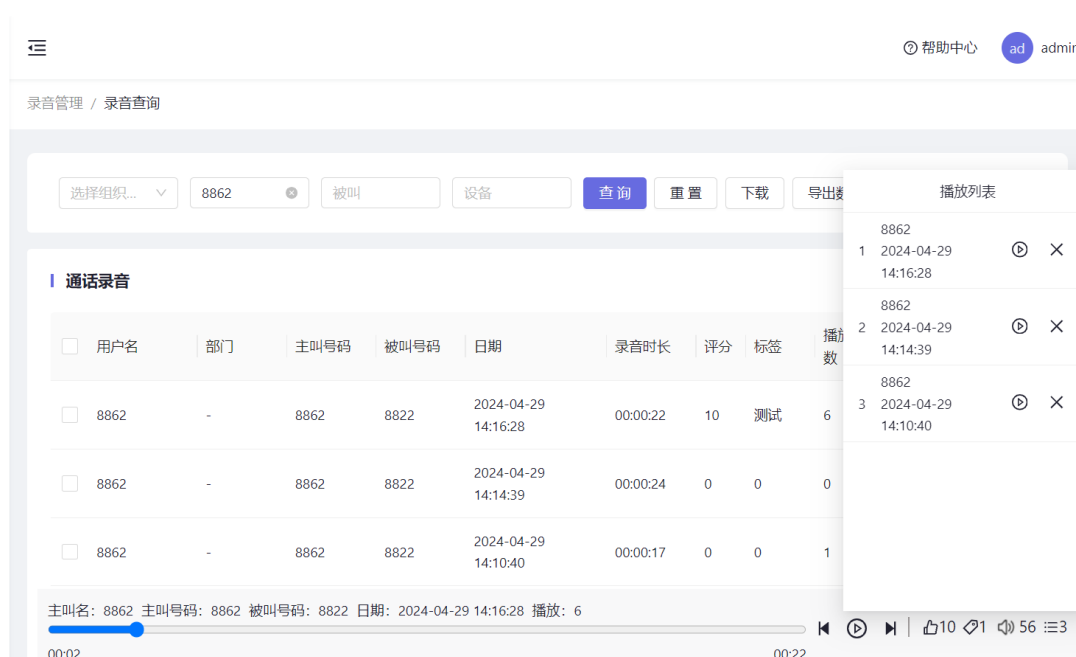 帮助中心 ad admin
录音管理 / 录音查询
选择组织... 8862 被叫 设备 查询 重置 下载 导出数
播放列表
1 8862 2024-04-29 14:16:28
2 8862 2024-04-29 14:14:39
3 8862 2024-04-29 14:10:40
通话录音
用户名 部门 主叫号码 被叫号码 日期 录音时长 评分 标签 播放数
8862 - 8862 8822 2024-04-29 14:16:28 00:00:22 10 测试 6
8862 - 8862 8822 2024-04-29 14:14:39 00:00:24 0 0 0
8862 - 8862 8822 2024-04-29 14:10:40 00:00:17 0 0 1
主叫名：8862 主叫号码：8862 被叫号码：8822 日期：2024-04-29 14:16:28 播放：6
10 1 56 3
00:02 00:22